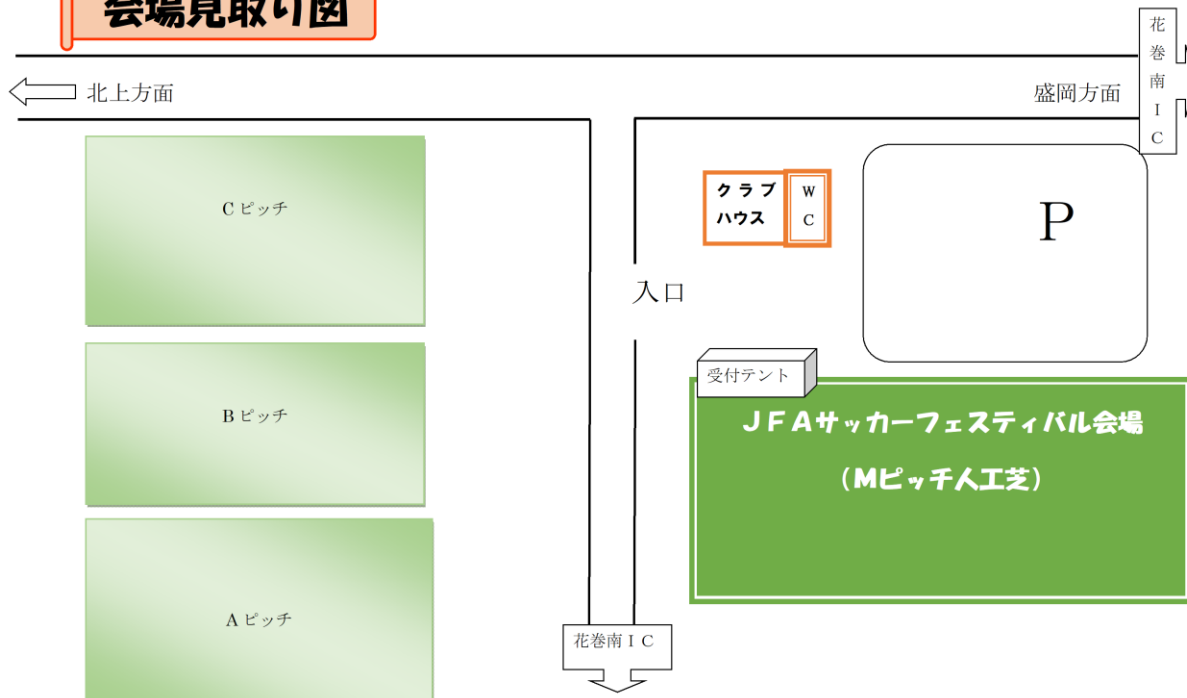 会場見取り図
北上方面
盛岡方面
花巻南ＩＣ
Ｃピッチ
クラブ
ハウス
ＷＣ
Ｐ
入口
受付テント
Ｂピッチ
ＪＦＡサッカーフェスティバル会場
（Ｍピッチ人工芝）
Ａピッチ
花巻南ＩＣ